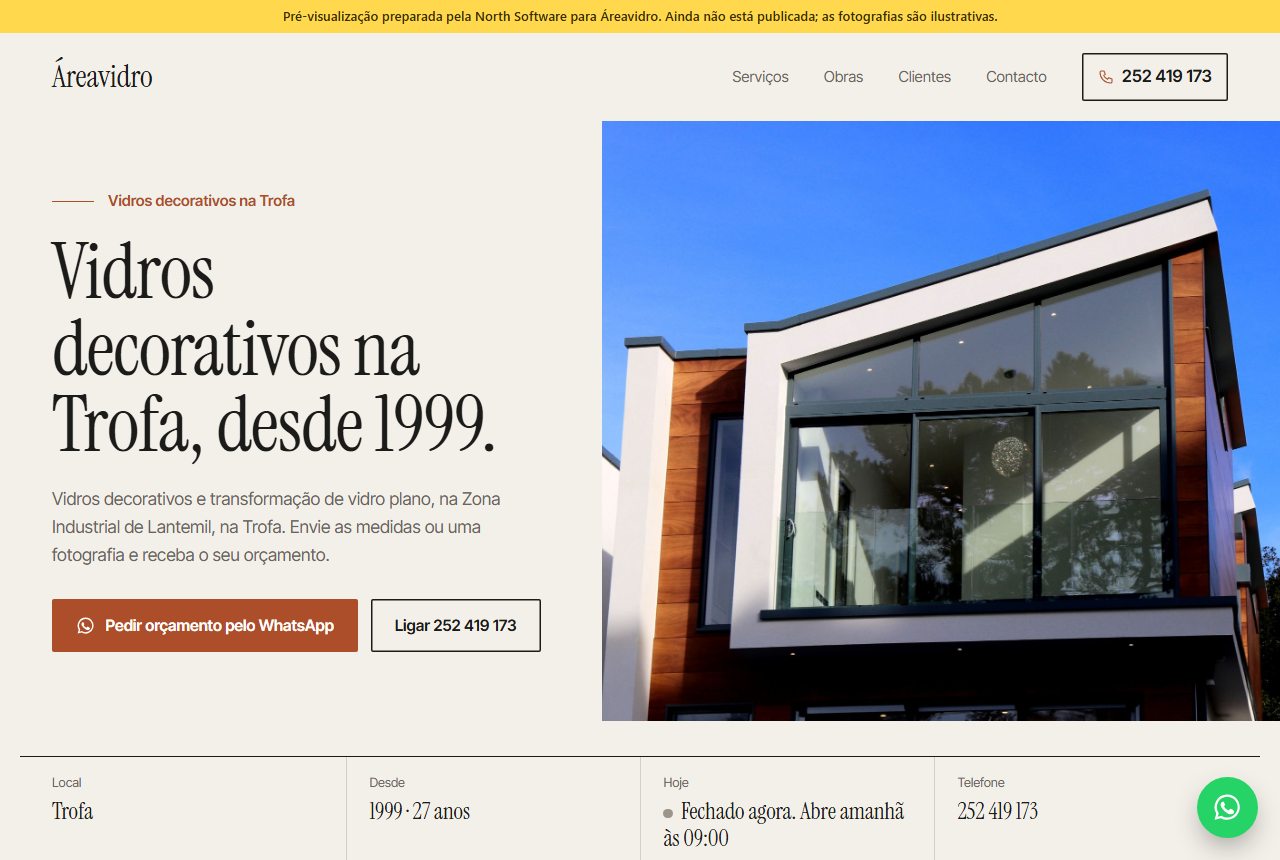 Pré-visualização preparada pela North Software para Áreavidro. Ainda não está publicada; as fotografias são ilustrativas.
Áreavidro
Serviços
Obras
Clientes
Contacto
252 419 173
Vidros decorativos na Trofa
Vidros
decorativos na
Trofa, desde 1999.
Vidros decorativos e transformação de vidro plano, na Zona
Industrial de Lantemil, na Trofa. Envie as medidas ou uma
fotografia e receba o seu orçamento.
Pedir orçamento pelo WhatsApp
Ligar 252 419 173
Local
Trofa
Desde
1999 · 27 anos
Hoje
Fechado agora. Abre amanhã
às 09:00
Telefone
252 419 173